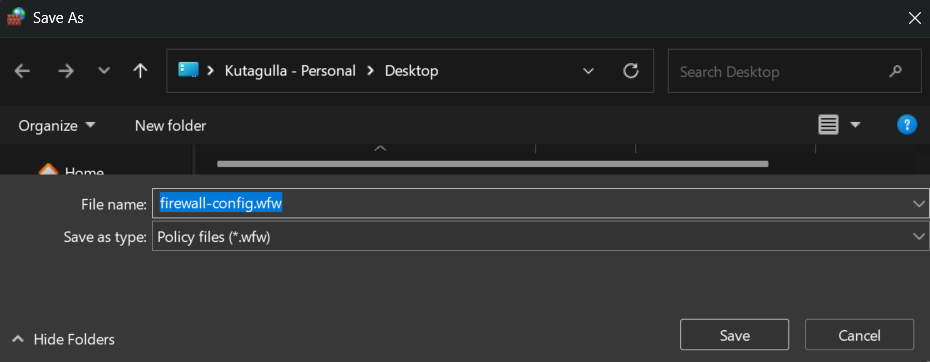 Save As
Kutagulla - Personal > Desktop
Search Desktop
Organize
New folder
?
Home
File name: firewall-config.wfw
Save as type: Policy files (*.wfw)
Hide Folders
Save
Cancel